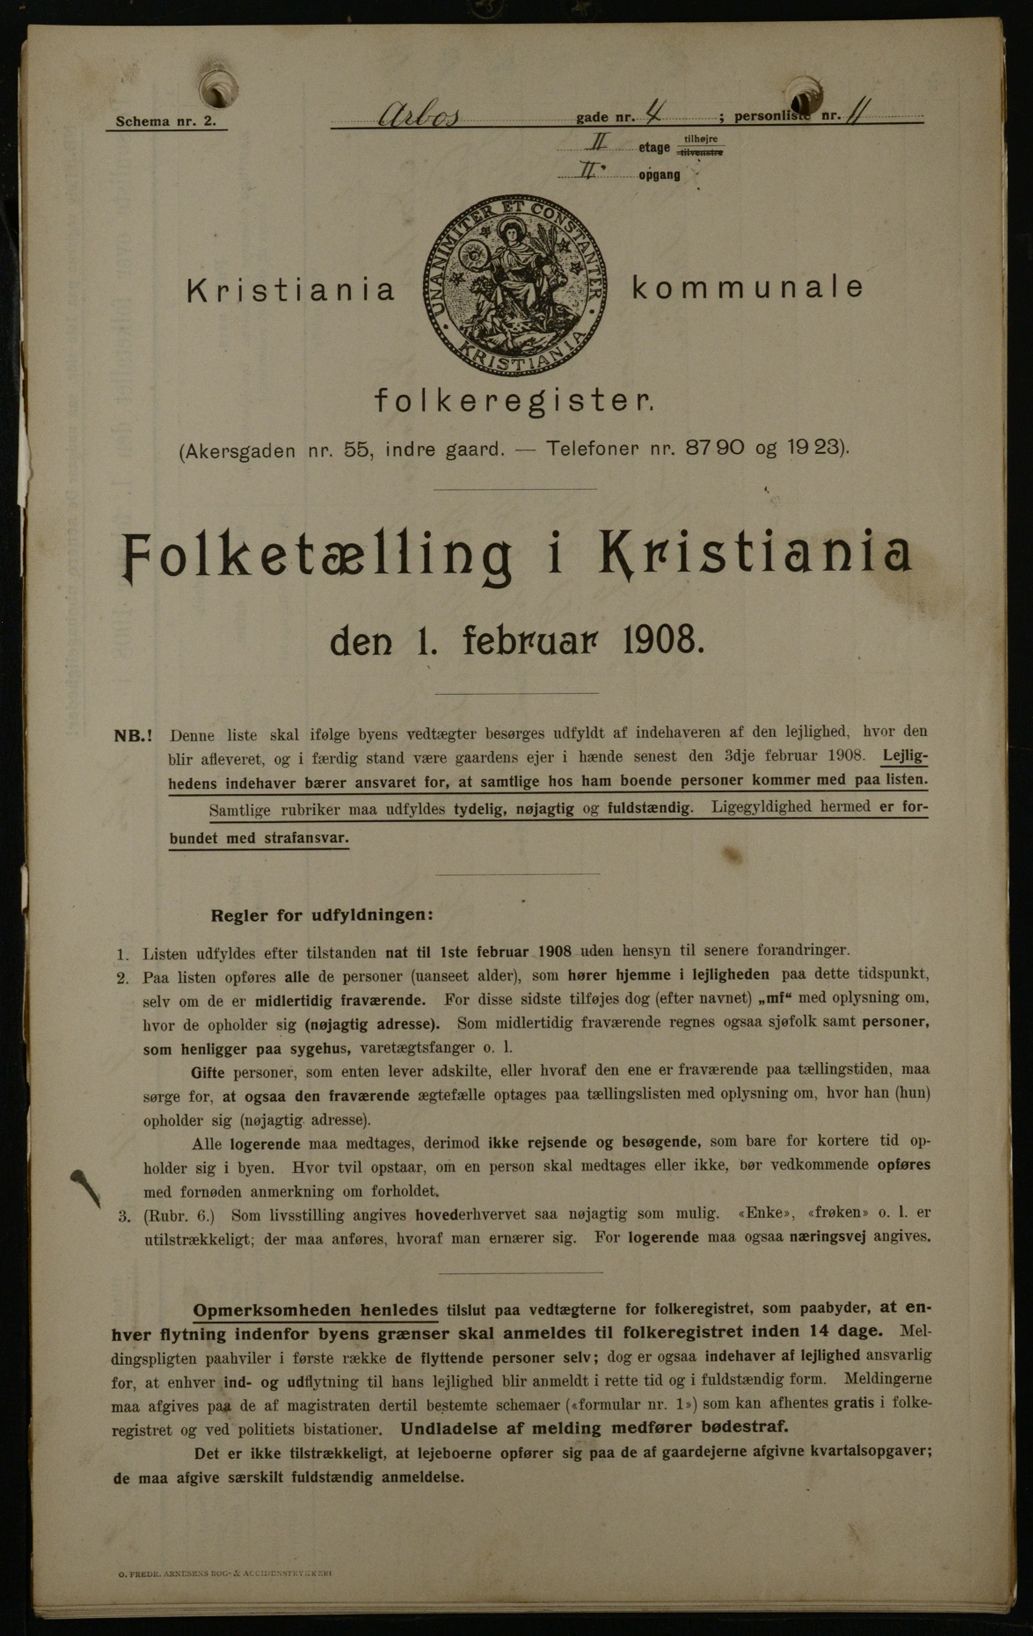 Schema nr. 2.
Arbos gade nr. 4 ; personliste nr. 11
II etage tilhøjre
tilvenstre
II. opgang
UNANIMITER ET CONSTANTER
KRISTIANIA
Kristiania kommunale
folkeregister.
(Akersgaden nr. 55, indre gaard. — Telefoner nr. 87 90 og 19 23).
Folketælling i Kristiania
den 1. februar 1908.
NB.! Denne liste skal ifølge byens vedtægter besørges udfyldt af indehaveren af den lejlighed, hvor den
blir afleveret, og i færdig stand være gaardens ejer i hænde senest den 3dje februar 1908. Lejlig-
hedens indehaver bærer ansvaret for, at samtlige hos ham boende personer kommer med paa listen.
Samtlige rubriker maa udfyldes tydelig, nøjagtig og fuldstændig. Ligegyldighed hermed er for-
bundet med strafansvar.
Regler for udfyldningen:
1. Listen udfyldes efter tilstanden nat til 1ste februar 1908 uden hensyn til senere forandringer.
2. Paa listen opføres alle de personer (uanseet alder), som hører hjemme i lejligheden paa dette tidspunkt,
selv om de er midlertidig fraværende. For disse sidste tilføjes dog (efter navnet) „mf“ med oplysning om,
hvor de opholder sig (nøjagtig adresse). Som midlertidig fraværende regnes ogsaa sjøfolk samt personer,
som henligger paa sygehus, varetægtsfanger o. l.
Gifte personer, som enten lever adskilte, eller hvoraf den ene er fraværende paa tællingstiden, maa
sørge for, at ogsaa den fraværende ægtefælle optages paa tællingslisten med oplysning om, hvor han (hun)
opholder sig (nøjagtig adresse).
Alle logerende maa medtages, derimod ikke rejsende og besøgende, som bare for kortere tid op-
holder sig i byen. Hvor tvil opstaar, om en person skal medtages eller ikke, bør vedkommende opføres
med fornøden anmerkning om forholdet.
3. (Rubr. 6.) Som livsstilling angives hovederhvervet saa nøjagtig som mulig. «Enke», «frøken» o. l. er
utilstrækkeligt; der maa anføres, hvoraf man ernærer sig. For logerende maa ogsaa næringsvej angives.
Opmerksomheden henledes tilslut paa vedtægterne for folkeregistret, som paabyder, at en-
hver flytning indenfor byens grænser skal anmeldes til folkeregistret inden 14 dage. Mel-
dingspligten paahviler i første række de flyttende personer selv; dog er ogsaa indehaver af lejlighed ansvarlig
for, at enhver ind- og udflytning til hans lejlighed blir anmeldt i rette tid og i fuldstændig form. Meldingerne
maa afgives paa de af magistraten dertil bestemte schemaer («formular nr. 1») som kan afhentes gratis i folke-
registret og ved politiets bistationer. Undladelse af melding medfører bødestraf.
Det er ikke tilstrækkeligt, at lejeboerne opfører sig paa de af gaardejerne afgivne kvartalsopgaver;
de maa afgive særskilt fuldstændig anmeldelse.
O. FREDR. ARNESENS BOG- & ACCIDENSTRYKKERI